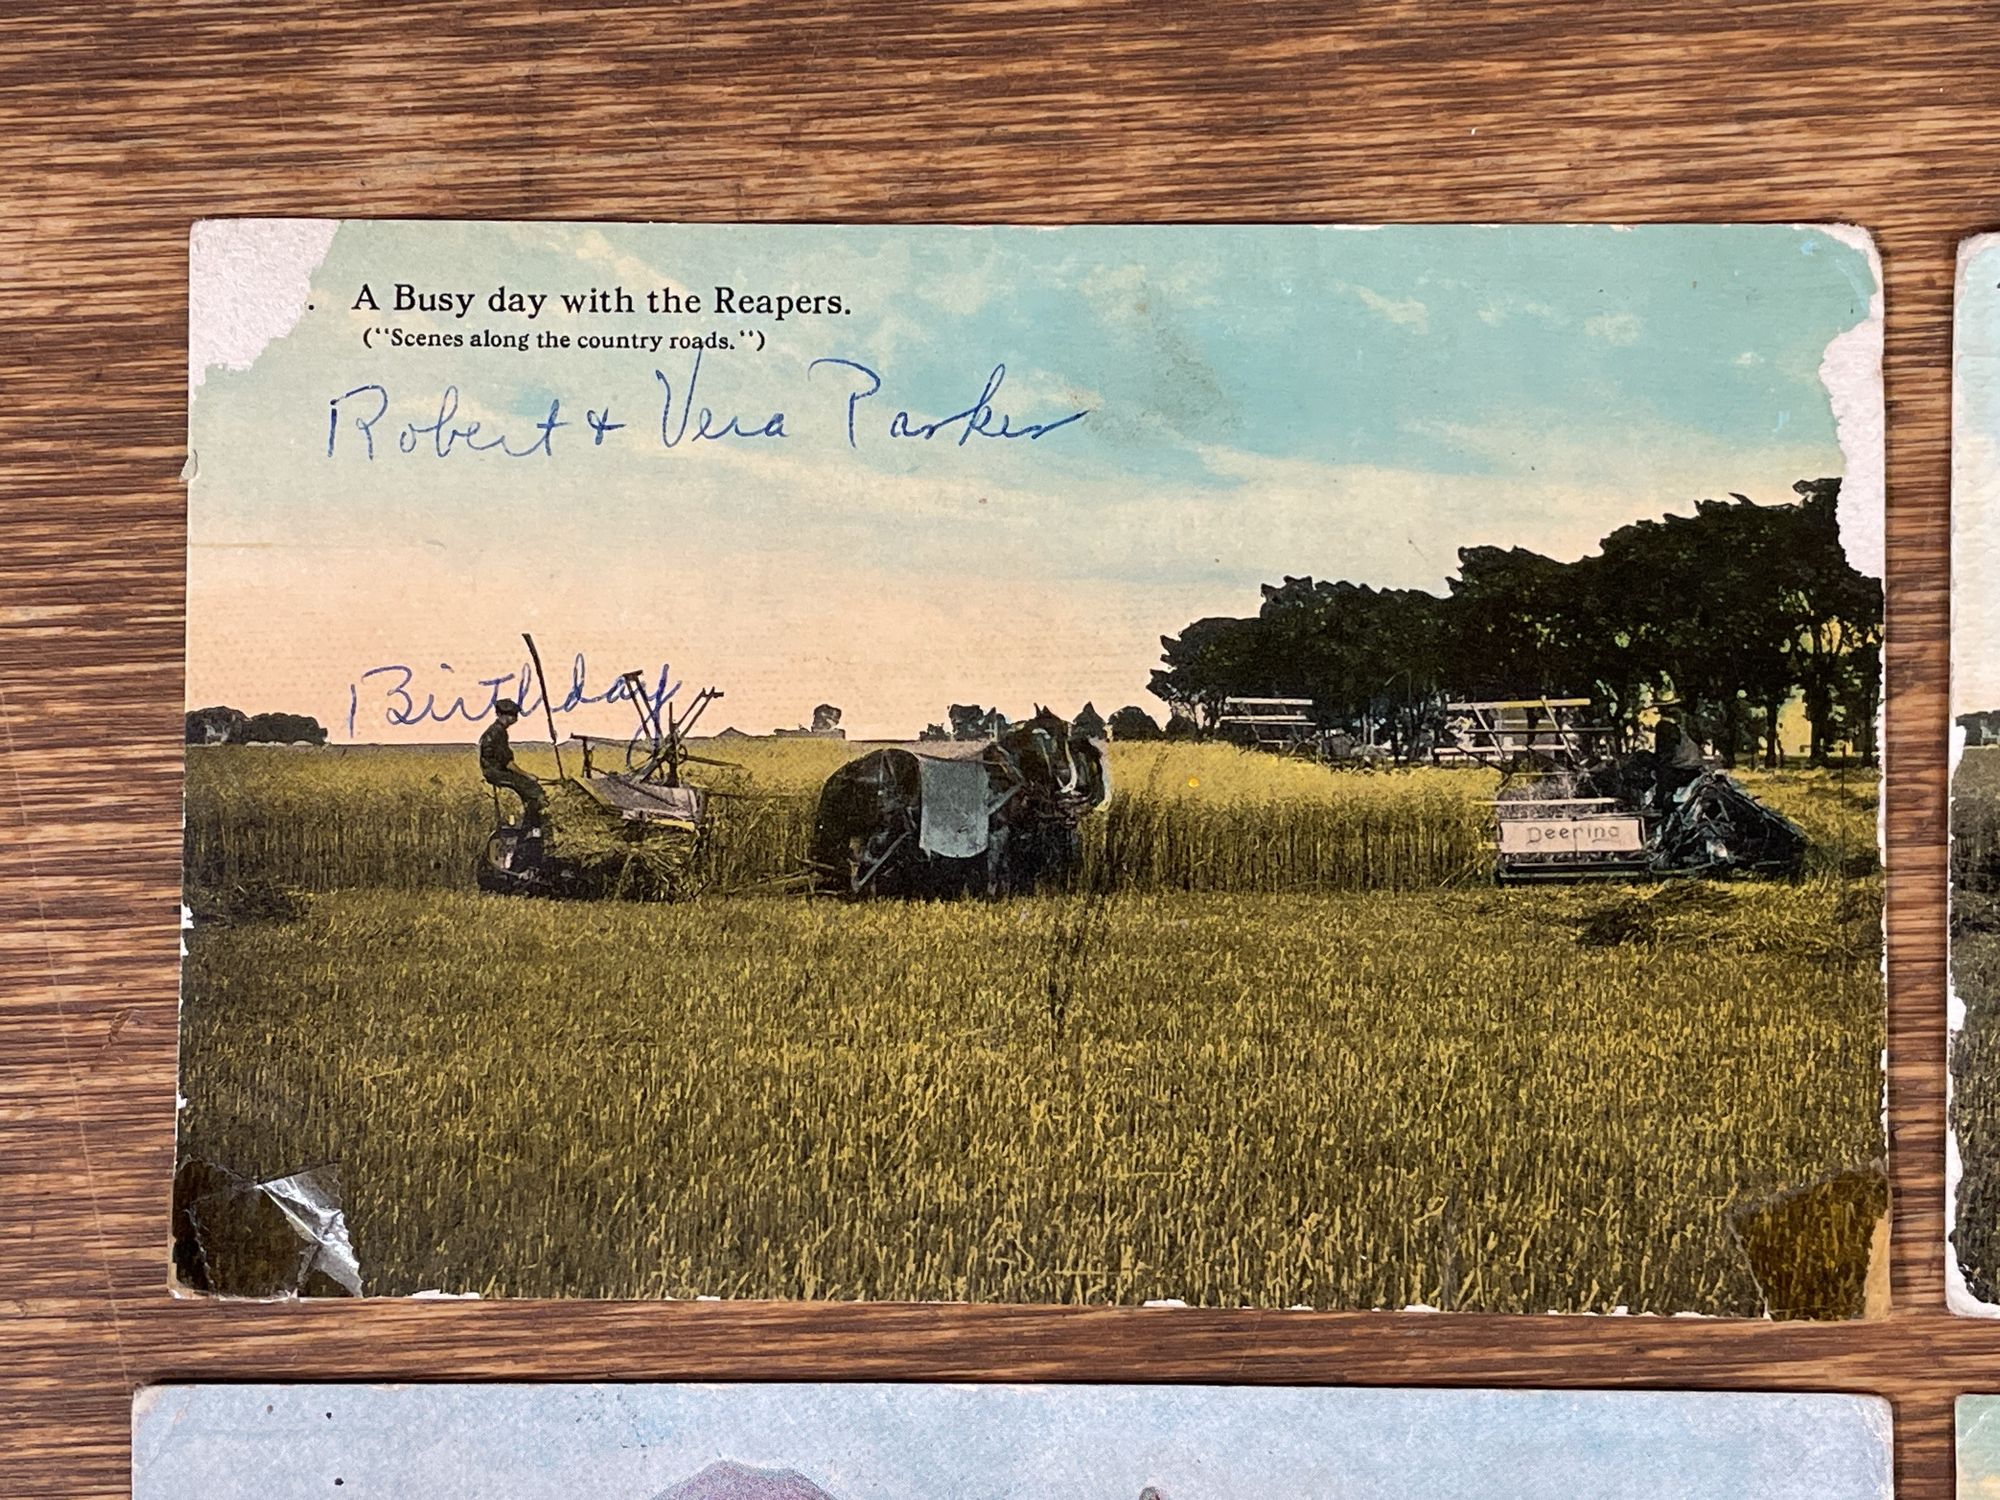 . A Busy day with the Reapers.
("Scenes along the country roads.")
Robert & Vera Parker
Birthday
Deering